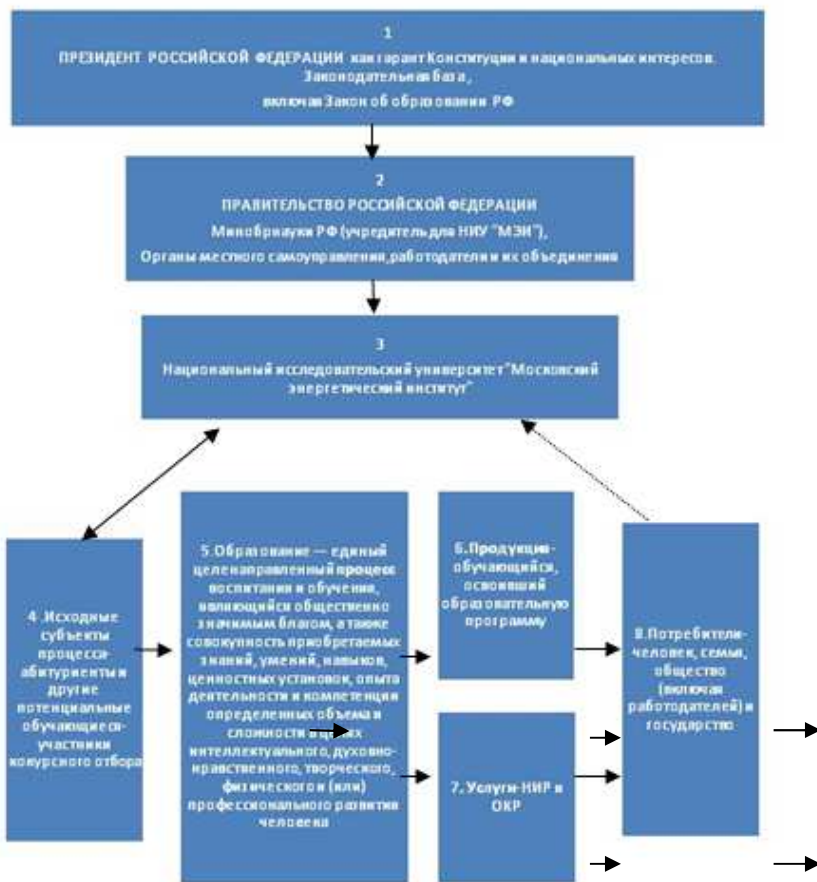 1
ПРЕЗИДЕНТ РОССИЙСКОЙ ФЕДЕРАЦИИ как гарант Конституции и национальных интересов.
Законодательная база,
включая Закон об образовании РФ
2
ПРАВИТЕЛЬСТВО РОССИЙСКОЙ ФЕДЕРАЦИИ
Минобрнауки РФ (учредитель для НИУ "МЭИ"),
Органы местного самоуправления, работодатели и их объединения
3
Национальный исследовательский университет "Московский
энергетический институт"
4 .Исходные
субъекты
процесса-
абитуриенты и
другие
потенциальные
обучающиеся-
участники
конурсного отбора
5.Образование — единый
целенаправленный процесс
воспитания и обучения,
являющийся общественно
значимым благом, а также
совокупность приобретаемых
знаний, умений, навыков,
ценностных установок, опыта
деятельности и компетенции
определенных объема и
сложности в целях
интеллектуального, духовно-
нравственного, творческого,
физического и (или)
профессионального развития
человека
6.Продукция-
обучающийся,
освоивший
образовательную
программу
7. Услуги-НИР и
ОКР
8.Потребители-
человек, семья,
общество
(включая
работодателей) и
государство